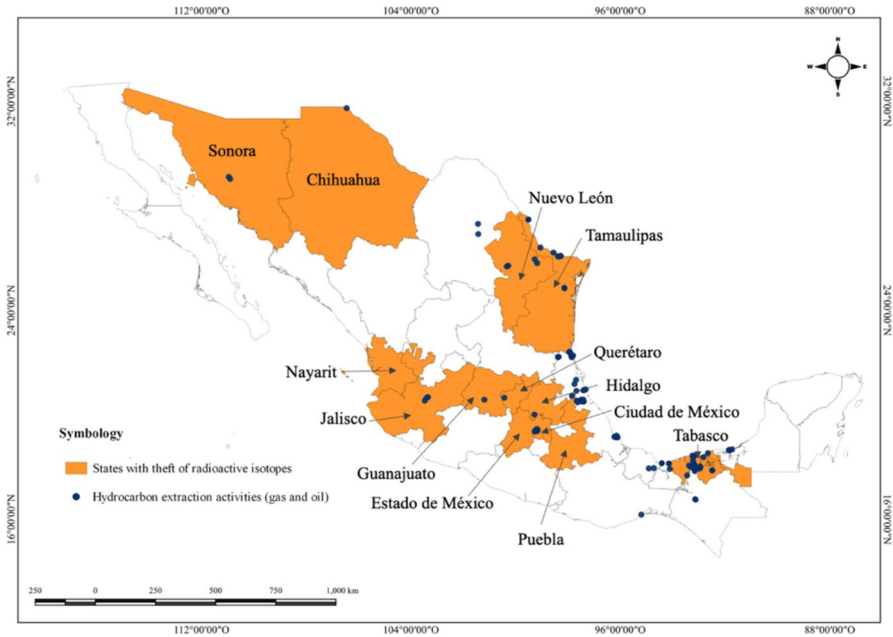 112°00'00"O 104°00'00"O 96°00'00"O 88°00'00"O
N
W E
S
32°00'00"N 32°00'00"N
Sonora
Chihuahua
Nuevo León
Tamaulipas
24°00'00"N 24°00'00"N
Querétaro
Nayarit
Hidalgo
Jalisco
Ciudad de México
Symbology
Tabasco
States with theft of radioactive isotopes
Guanajuato
Hydrocarbon extraction activities (gas and oil)
Estado de México
16°00'00"N 16°00'00"N
Puebla
250 0 250 500 750 1,000 km
112°00'00"O 104°00'00"O 96°00'00"O 88°00'00"O